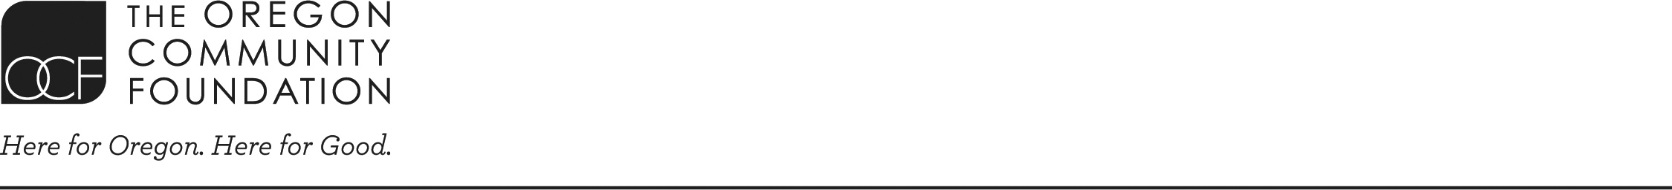 OCF
THE OREGON
COMMUNITY
FOUNDATION
Here for Oregon. Here for Good.